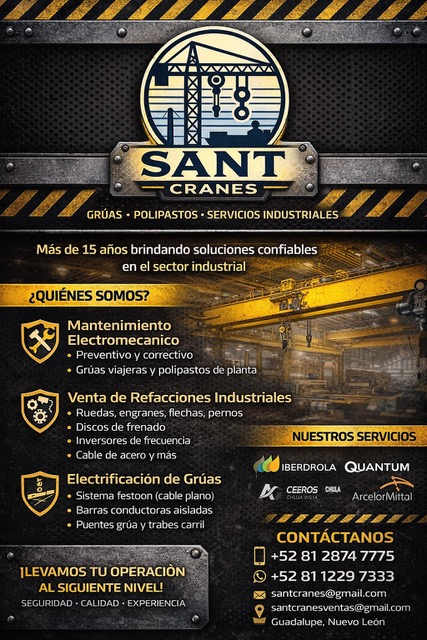 SANT
CRANES
GRÚAS • POLIPASTOS • SERVICIOS INDUSTRIALES
Más de 15 años brindando soluciones confiables
en el sector industrial
¿QUIÉNES SOMOS?
Mantenimiento
Electromecanico
• Preventivo y correctivo
• Grúas viajeras y polipastos de planta
Venta de Refacciones Industriales
• Ruedas, engranes, flechas, pernos
• Discos de frenado
• Inversores de frecuencia
• Cable de acero y más
Electrificación de Grúas
• Sistema festoon (cable plano)
• Barras conductoras aisladas
• Puentes grúa y trabes carril
¡LEVAMOS TU OPERACIÒN
AL SIGUIENTE NIVEL!
SEGURIDAD • CALIDAD • EXPERIENCIA
NUESTROS SERVICIOS
IBERDROLA QUANTUM
CEEROS CHULA
ArcelorMittal
CONTÁCTANOS
+52 81 2874 7775
+52 81 1229 7333
santcranes@gmail.com
santcranesventas@gmail.com
Guadalupe, Nuevo León